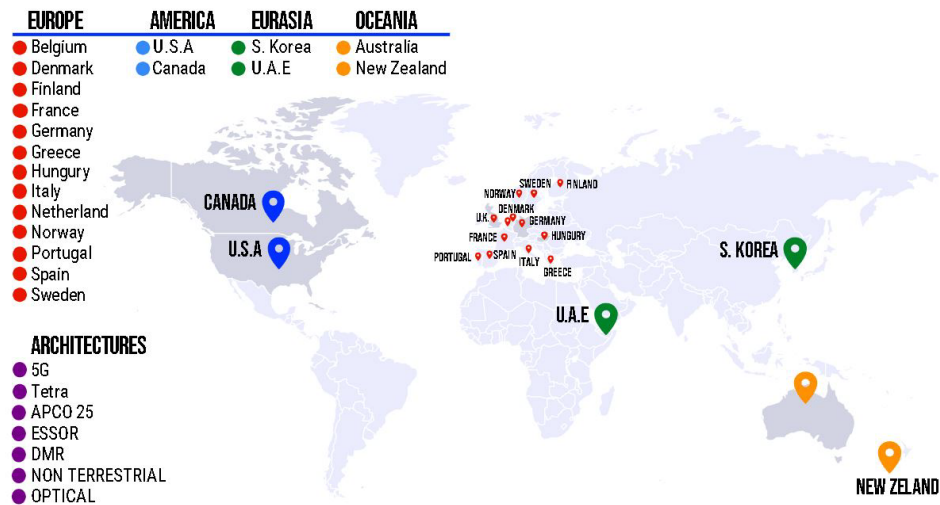 EUROPE
Belgium
Denmark
Finland
France
Germany
Greece
Hungury
Italy
Netherland
Norway
Portugal
Spain
Sweden
AMERICA
U.S.A
Canada
EURASIA
S. Korea
U.A.E
OCEANIA
Australia
New Zealand
CANADA
U.S.A
SWEDEN
FINLAND
NORWAY
DENMARK
U.K.
GERMANY
FRANCE
HUNGURY
PORTUGAL
SPAIN
ITALY
GREECE
S. KOREA
U.A.E
NEW ZELAND
ARCHITECTURES
5G
Tetra
APCO 25
ESSOR
DMR
NON TERRESTRIAL
OPTICAL